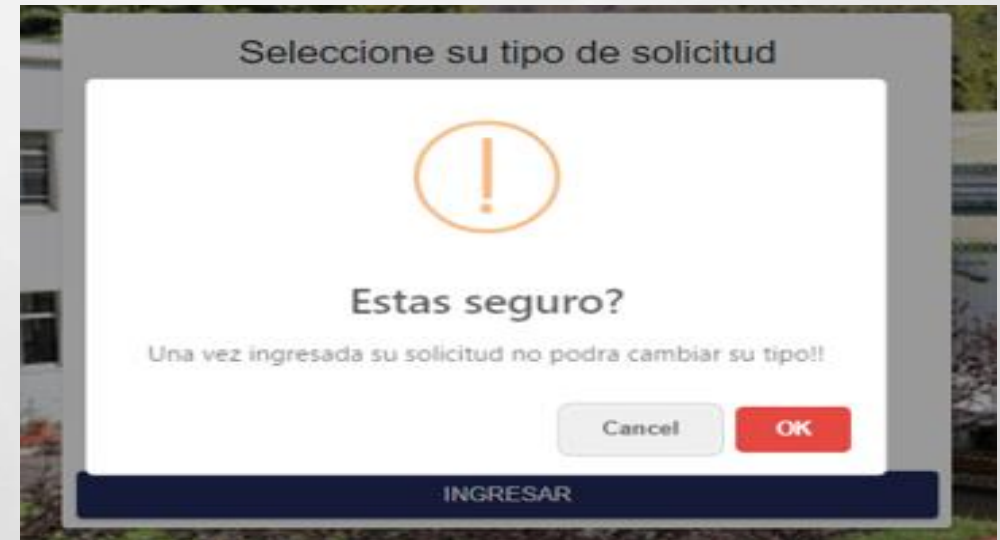 Seleccione su tipo de solicitud
!
Estas seguro?
Una vez ingresada su solicitud no podra cambiar su tipo!!
Cancel
OK
INGRESAR